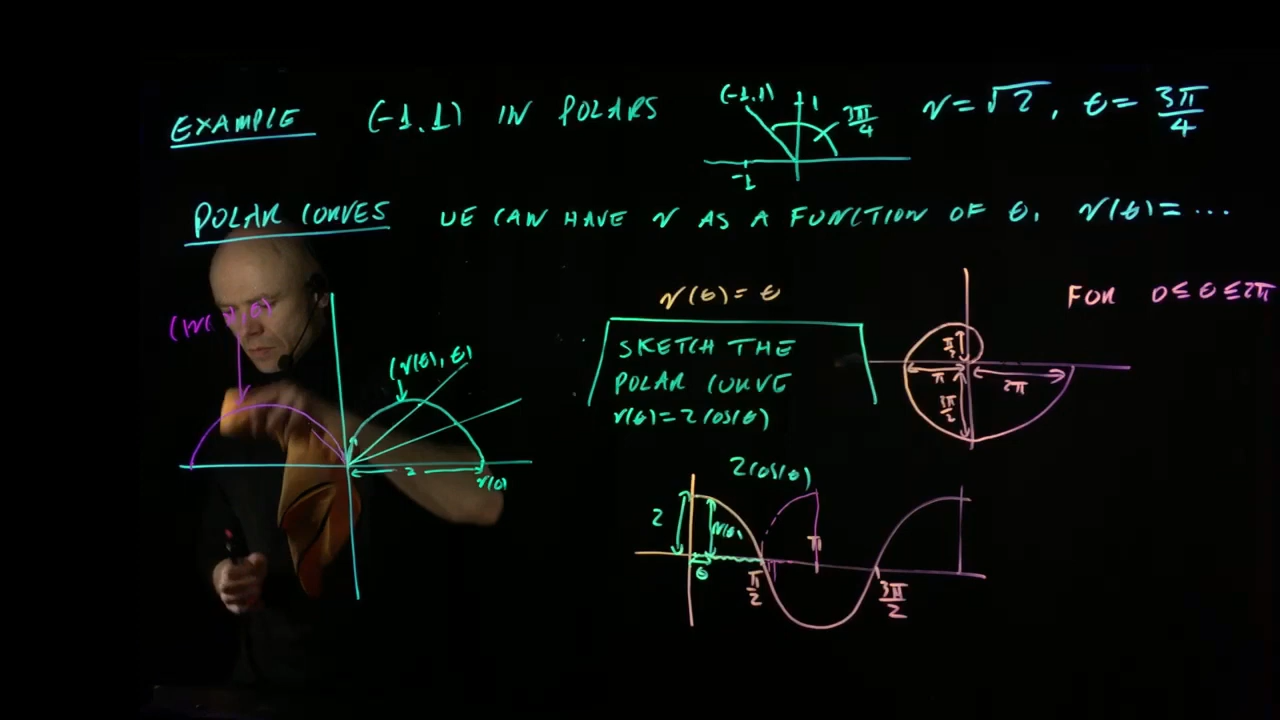 EXAMPLE (-1,1) IN POLARS (-1,1) 1 3π/4 -1 r=√2, θ= 3π/4
POLAR CURVES WE CAN HAVE r AS A FUNCTION OF θ. r(θ)=...
r(θ)=θ FOR 0≤θ≤2π
SKETCH THE
POLAR CURVE
r(θ)=2COS(θ)
π/2
π 2π
3π/2
(r(θ),θ)
2 r(0)
2COS(θ)
2 r(θ) π
θ π/2 3π/2